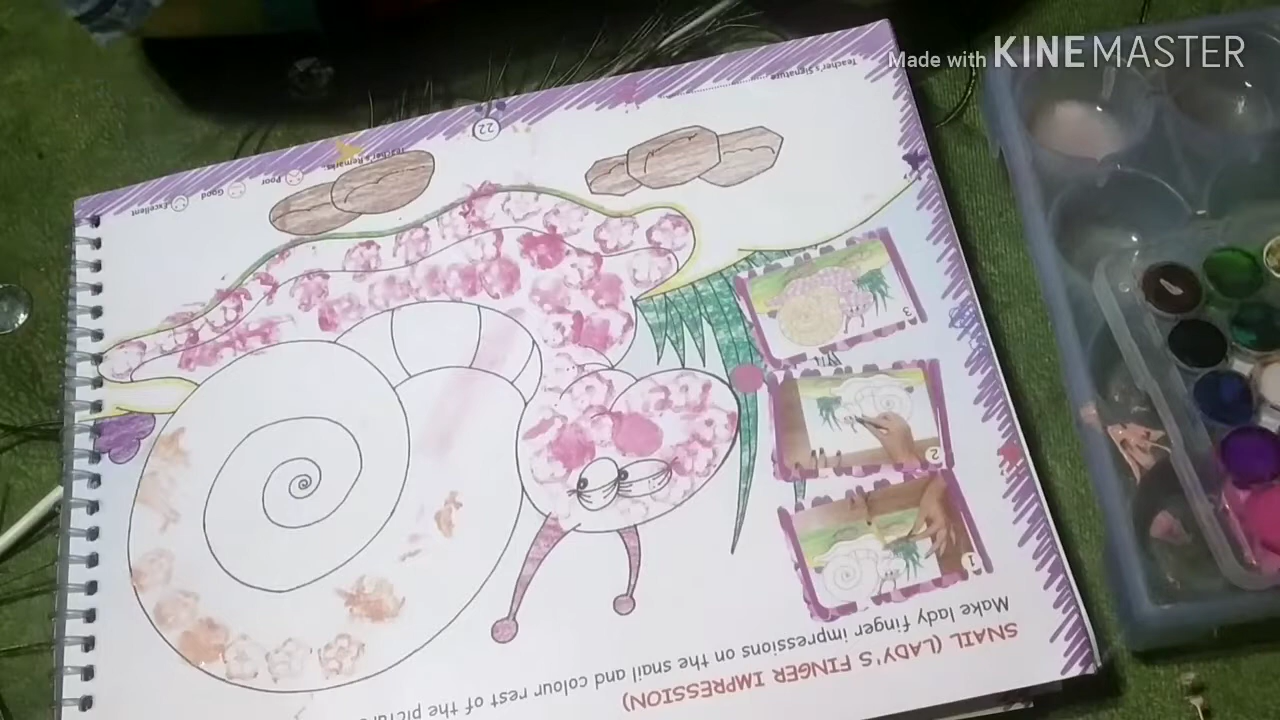 Made with KINEMASTER
SNAIL (LADY'S FINGER IMPRESSION)
Make lady finger impressions on the snail and colour rest of the
1
2
3
Teacher's Remarks:
Excellent
Good
Poor
22
Teacher's Signature